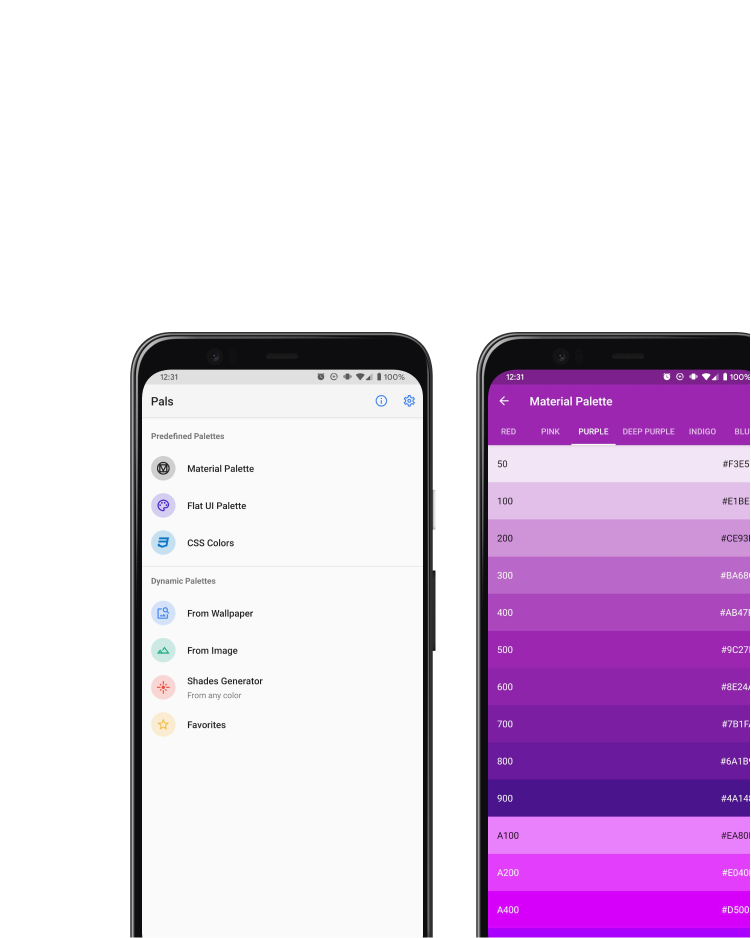 12:31
100%
Pals
Predefined Palettes
Material Palette
Flat UI Palette
CSS Colors
Dynamic Palettes
From Wallpaper
From Image
Shades Generator
From any color
Favorites
12:31
100%
Material Palette
RED PINK PURPLE DEEP PURPLE INDIGO BLU
50 #F3E5
100 #E1BE
200 #CE93
300 #BA68
400 #AB47
500 #9C27
600 #8E24
700 #7B1F
800 #6A1B
900 #4A14
A100 #EA80
A200 #E040
A400 #D500